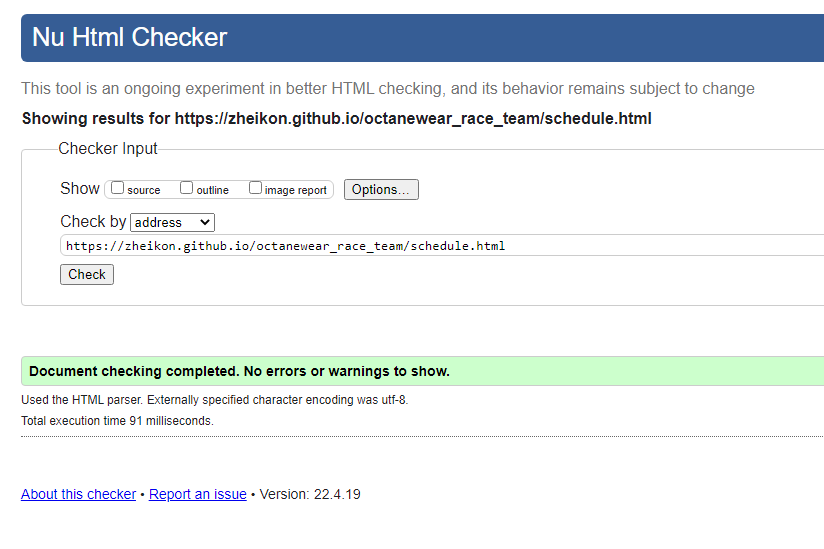 Nu Html Checker
This tool is an ongoing experiment in better HTML checking, and its behavior remains subject to change
Showing results for https://zheikon.github.io/octanewear_race_team/schedule.html
Checker Input
Show source outline image report Options...
Check by address
https://zheikon.github.io/octanewear_race_team/schedule.html
Check
Document checking completed. No errors or warnings to show.
Used the HTML parser. Externally specified character encoding was utf-8.
Total execution time 91 milliseconds.
About this checker • Report an issue • Version: 22.4.19